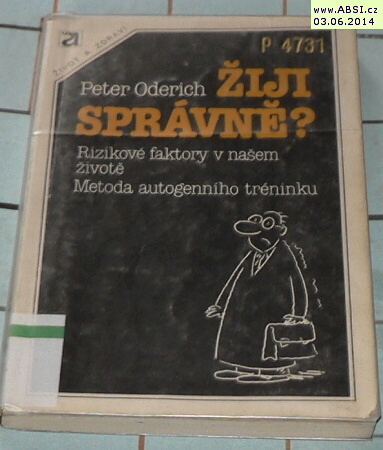 www.ABSI.cz
03.06.2014
a
ŽIVOT A ZDRAVÍ
P 4731
Peter Oderich ŽIJI
SPRÁVNĚ?
Rizikové faktory v našem
životě
Metoda autogenního tréninku